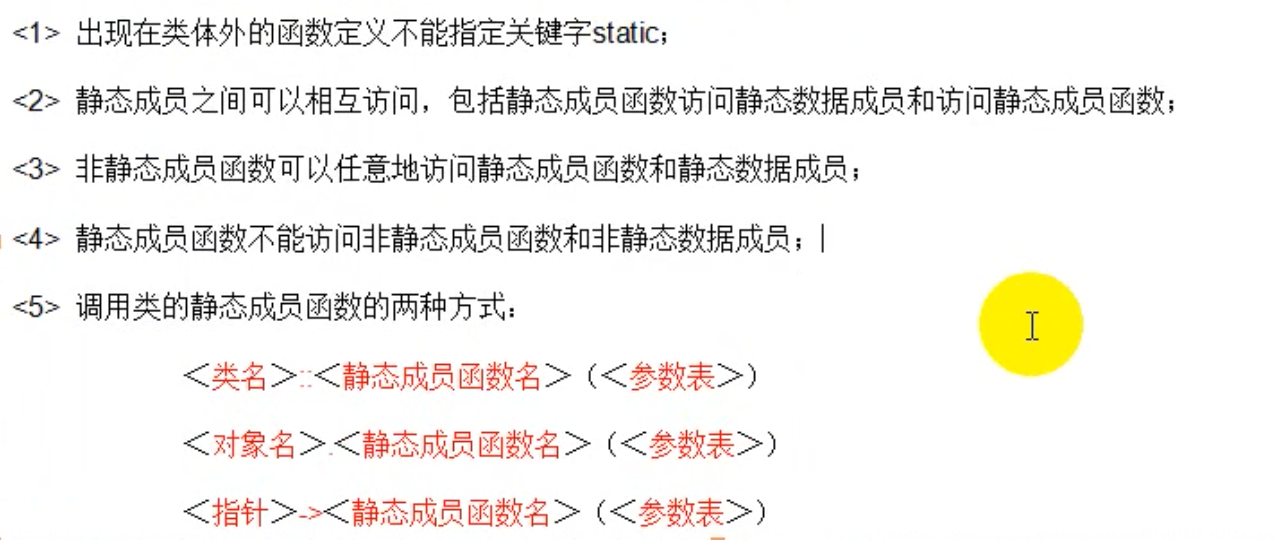 <1> 出现在类体外的函数定义不能指定关键字static;
<2> 静态成员之间可以相互访问，包括静态成员函数访问静态数据成员和访问静态成员函数;
<3> 非静态成员函数可以任意地访问静态成员函数和静态数据成员;
<4> 静态成员函数不能访问非静态成员函数和非静态数据成员;
<5> 调用类的静态成员函数的两种方式:
<类名>::<静态成员函数名>（<参数表>）
<对象名>.<静态成员函数名>（<参数表>）
<指针>-><静态成员函数名>（<参数表>）